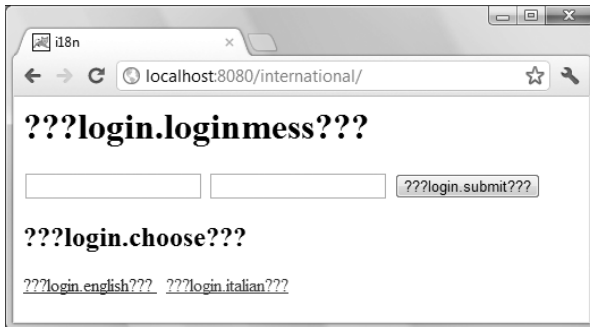 i18n
localhost:8080/international/
???login.loginmess???
???login.submit???
???login.choose???
???login.english??? ???login.italian???